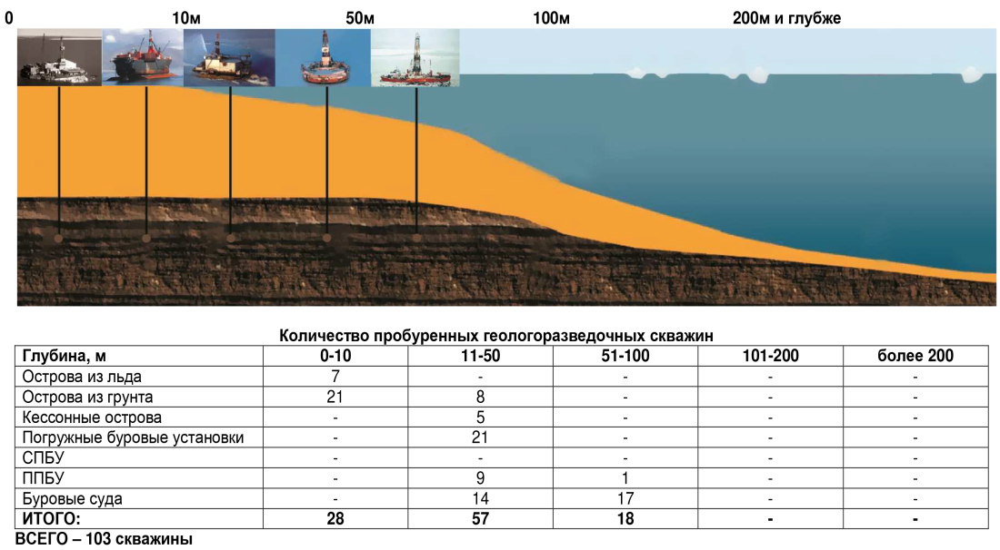 0 10м 50м 100м 200м и глубже
Количество пробуренных геологоразведочных скважин
Глубина, м 0-10 11-50 51-100 101-200 более 200
Острова из льда 7 - - - -
Острова из грунта 21 8 - - -
Кессонные острова - 5 - - -
Погружные буровые установки - 21 - - -
СПБУ - - - - -
ППБУ - 9 1 - -
Буровые суда - 14 17 - -
ИТОГО: 28 57 18 - -
ВСЕГО – 103 скважины